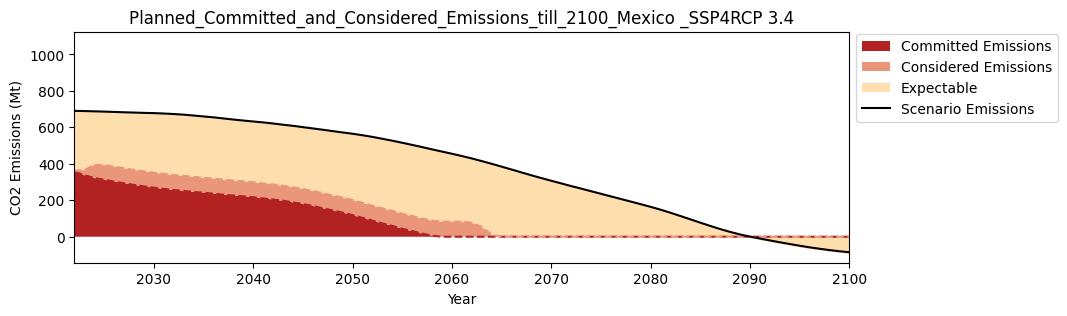 Planned_Committed_and_Considered_Emissions_till_2100_Mexico _SSP4RCP 3.4
Committed Emissions
Considered Emissions
Expectable
Scenario Emissions
CO2 Emissions (Mt)
1000
800
600
400
200
0
2030 2040 2050 2060 2070 2080 2090 2100
Year